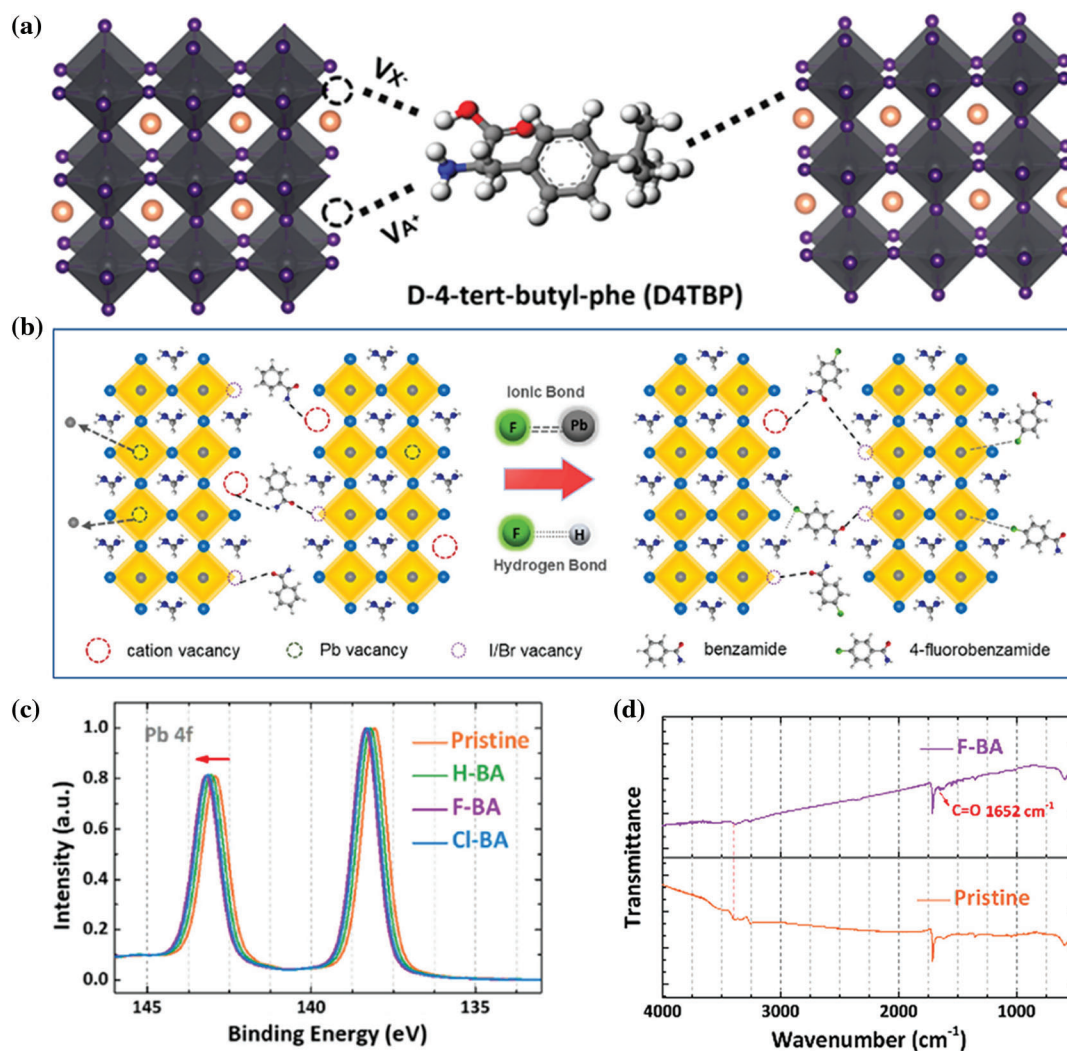 (a)
VX-
VA+
D-4-tert-butyl-phe (D4TBP)
(b)
Ionic Bond
F Pb
F H
Hydrogen Bond
cation vacancy Pb vacancy I/Br vacancy benzamide 4-fluorobenzamide
(c)
Pb 4f
Pristine
H-BA
F-BA
Cl-BA
1.0
0.8
0.6
0.4
0.2
0.0
Intensity (a.u.)
145 140 135
Binding Energy (eV)
(d)
F-BA
C=O 1652 cm-1
Pristine
Transmittance
4000 3000 2000 1000
Wavenumber (cm-1)